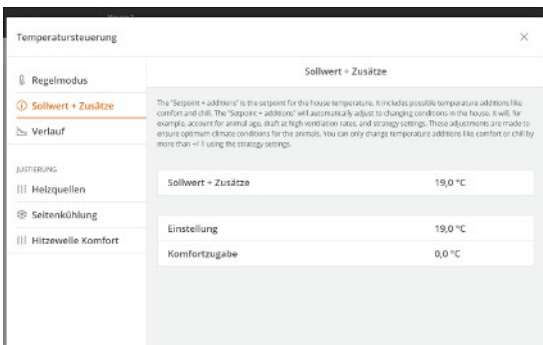 Temperatursteuerung
Regelmodus
Sollwert + Zusätze
Verlauf
JUSTIERUNG
Heizquellen
Seitenkühlung
Hitzewelle Komfort
Sollwert + Zusätze
The "Setpoint + additions" is the setpoint for the house temperature. It includes possible temperature additions like
comfort and chill. The "Setpoint + additions" will automatically adjust to changing conditions in the house. It will, for
example, account for animal age, draft at high ventilation rates, and strategy settings. These adjustments are made to
ensure optimum climate conditions for the animals. You can only change temperature additions like comfort or chill by
more than +/-1 using the strategy settings.
Sollwert + Zusätze 19,0 °C
Einstellung 19,0 °C
Komfortzugabe 0,0 °C